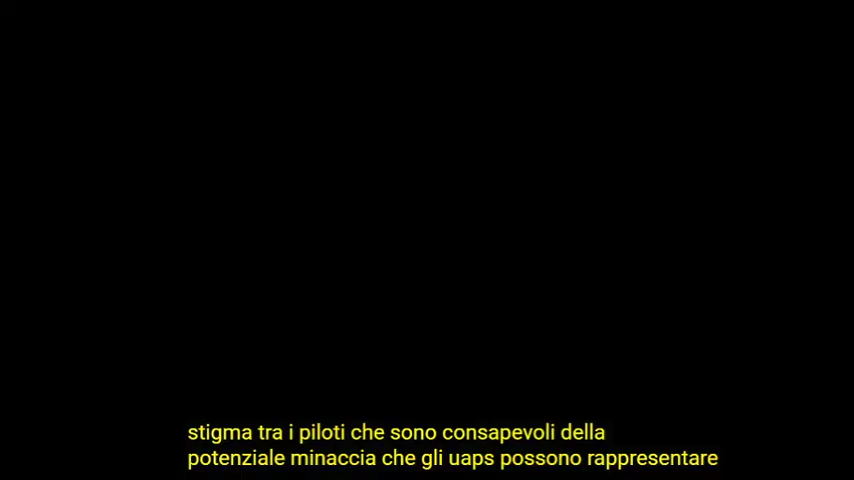 stigma tra i piloti che sono consapevoli della
potenziale minaccia che gli uaps possono rappresentare